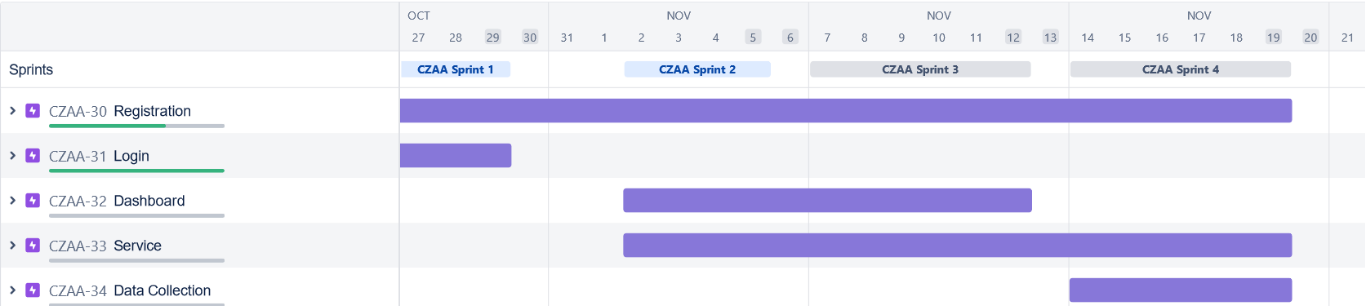 OCT NOV NOV NOV
27 28 29 30 31 1 2 3 4 5 6 7 8 9 10 11 12 13 14 15 16 17 18 19 20 21
Sprints CZAA Sprint 1 CZAA Sprint 2 CZAA Sprint 3 CZAA Sprint 4
CZAA-30 Registration
CZAA-31 Login
CZAA-32 Dashboard
CZAA-33 Service
CZAA-34 Data Collection